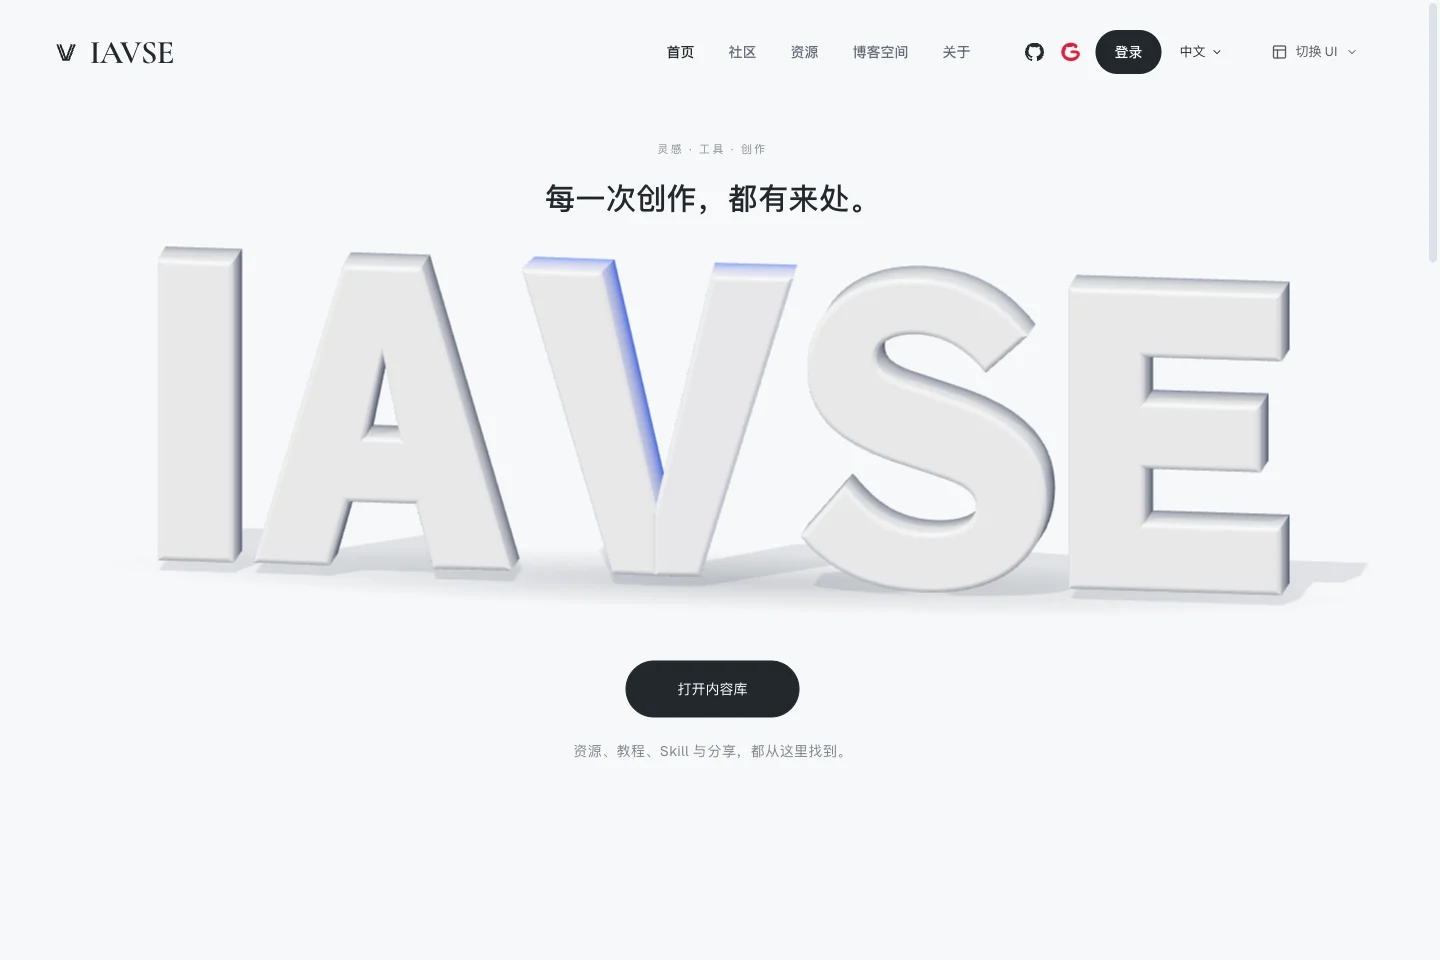 IAVSE
首页 社区 资源 博客空间 关于 登录 中文 切换 UI
灵感 · 工具 · 创作
每一次创作，都有来处。
IAVSE
打开内容库
资源、教程、Skill 与分享，都从这里找到。